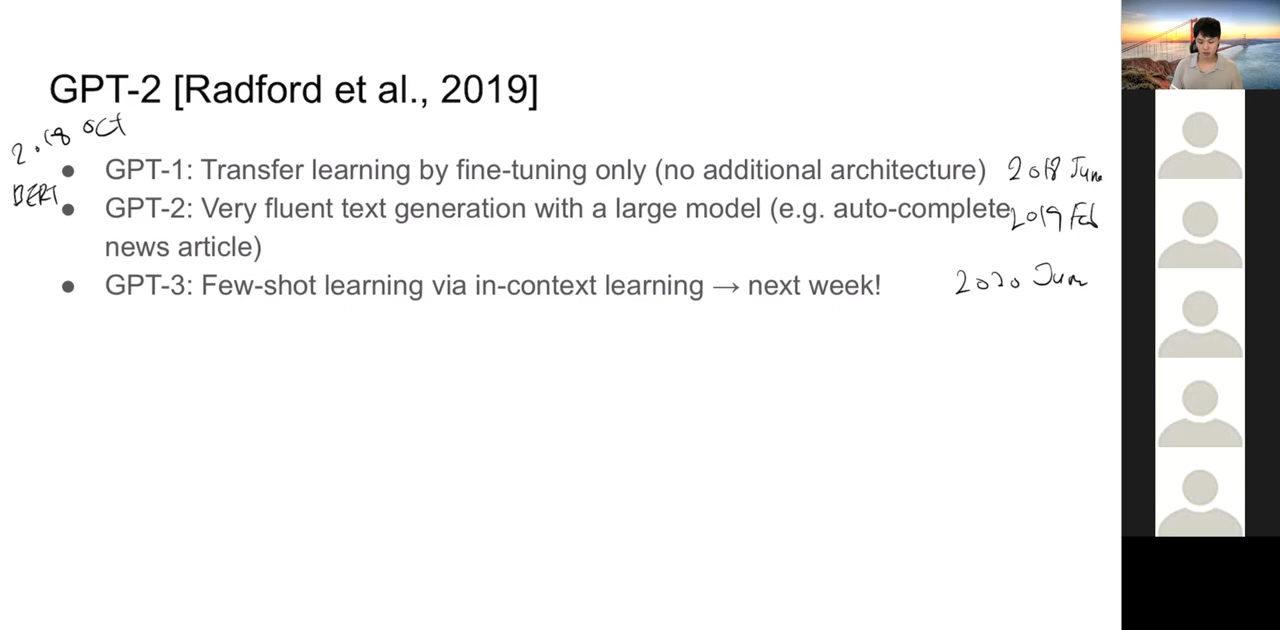 GPT-2 [Radford et al., 2019]
2018 Oct
BERT
● GPT-1: Transfer learning by fine-tuning only (no additional architecture) 2018 June
● GPT-2: Very fluent text generation with a large model (e.g. auto-complete 2019 Feb
news article)
● GPT-3: Few-shot learning via in-context learning → next week! 2020 Jun